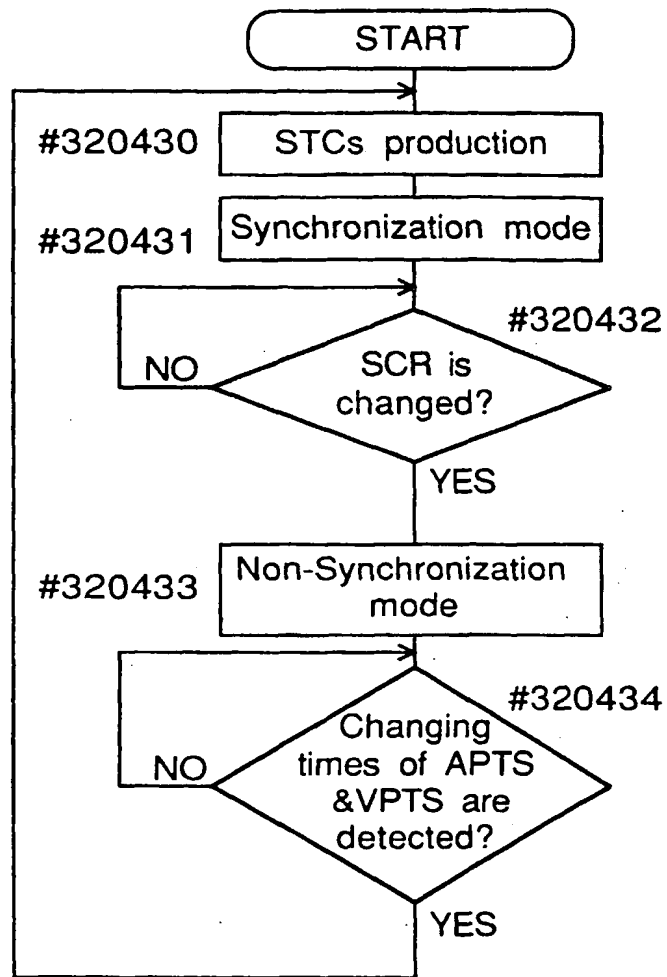 START
#320430
STCs production
#320431
Synchronization mode
#320432
SCR is
changed?
NO
YES
#320433
Non-Synchronization
mode
#320434
Changing
times of APTS
&VPTS are
detected?
NO
YES